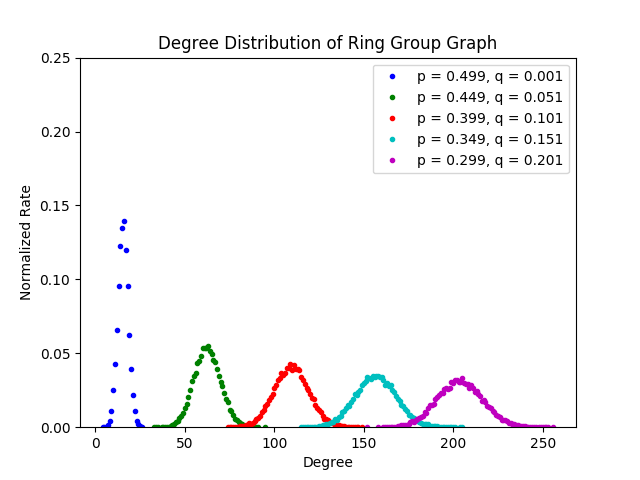 Degree Distribution of Ring Group Graph
0.25
0.20
0.15
0.10
0.05
0.00
Normalized Rate
p = 0.499, q = 0.001
p = 0.449, q = 0.051
p = 0.399, q = 0.101
p = 0.349, q = 0.151
p = 0.299, q = 0.201
0 50 100 150 200 250
Degree